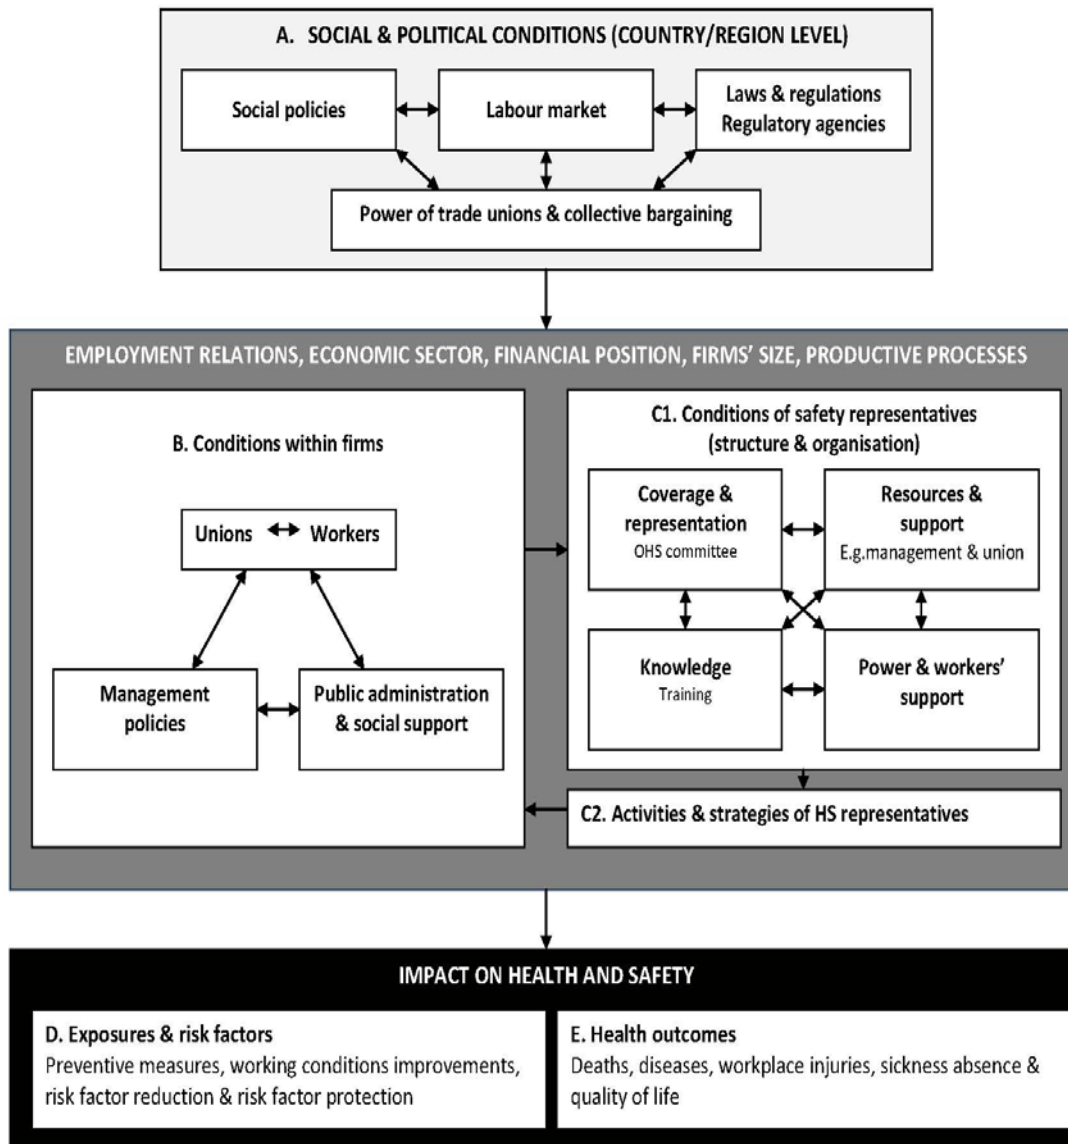 A. SOCIAL & POLITICAL CONDITIONS (COUNTRY/REGION LEVEL)
Social policies
Labour market
Laws & regulations
Regulatory agencies
Power of trade unions & collective bargaining
EMPLOYMENT RELATIONS, ECONOMIC SECTOR, FINANCIAL POSITION, FIRMS' SIZE, PRODUCTIVE PROCESSES
B. Conditions within firms
Unions
Workers
Management
policies
Public administration
& social support
C1. Conditions of safety representatives
(structure & organisation)
Coverage &
representation
OHS committee
Resources &
support
E.g.management & union
Knowledge
Training
Power & workers'
support
C2. Activities & strategies of HS representatives
IMPACT ON HEALTH AND SAFETY
D. Exposures & risk factors
Preventive measures, working conditions improvements,
risk factor reduction & risk factor protection
E. Health outcomes
Deaths, diseases, workplace injuries, sickness absence &
quality of life